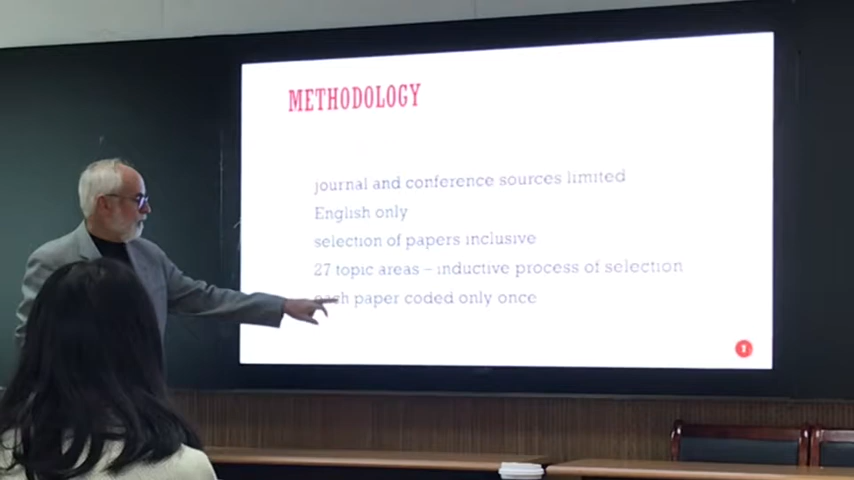 METHODOLOGY
journal and conference sources limited
English only
selection of papers inclusive
27 topic areas – inductive process of selection
each paper coded only once